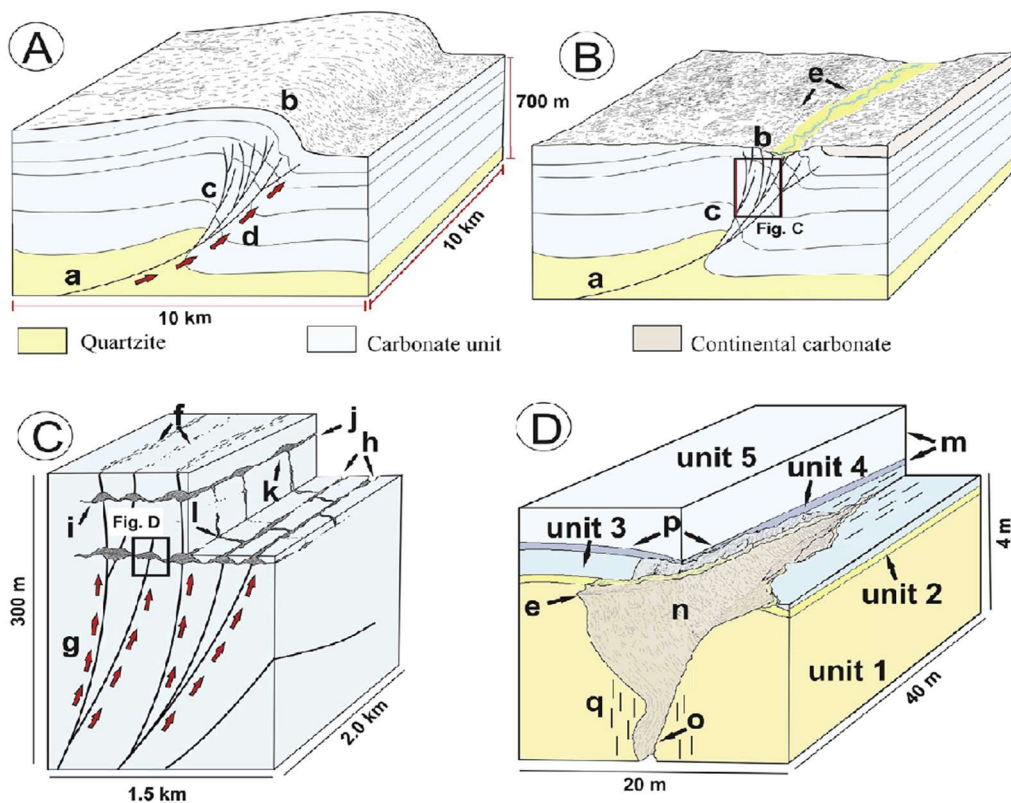 A
b
c
d
a
10 km
10 km
700 m
B
e
b
c
Fig. C
a
Quartzite
Carbonate unit
Continental carbonate
C
f
j
h
k
i
l
Fig. D
g
300 m
1.5 km
2.0 km
D
m
unit 5
unit 4
unit 3
p
e
n
unit 2
unit 1
q
o
4 m
40 m
20 m